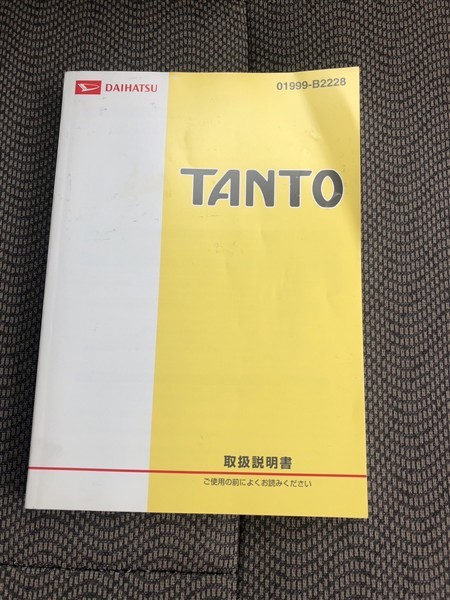 DAIHATSU
01999-B2228
TANTO
取扱説明書
ご使用の前によくお読みください